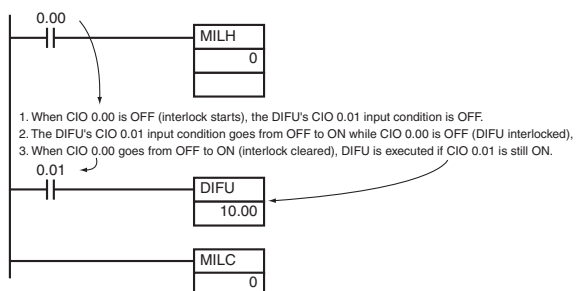 0.00
MILH
0
1. When CIO 0.00 is OFF (interlock starts), the DIFU's CIO 0.01 input condition is OFF.
2. The DIFU's CIO 0.01 input condition goes from OFF to ON while CIO 0.00 is OFF (DIFU interlocked),
3. When CIO 0.00 goes from OFF to ON (interlock cleared), DIFU is executed if CIO 0.01 is still ON.
0.01
DIFU
10.00
MILC
0